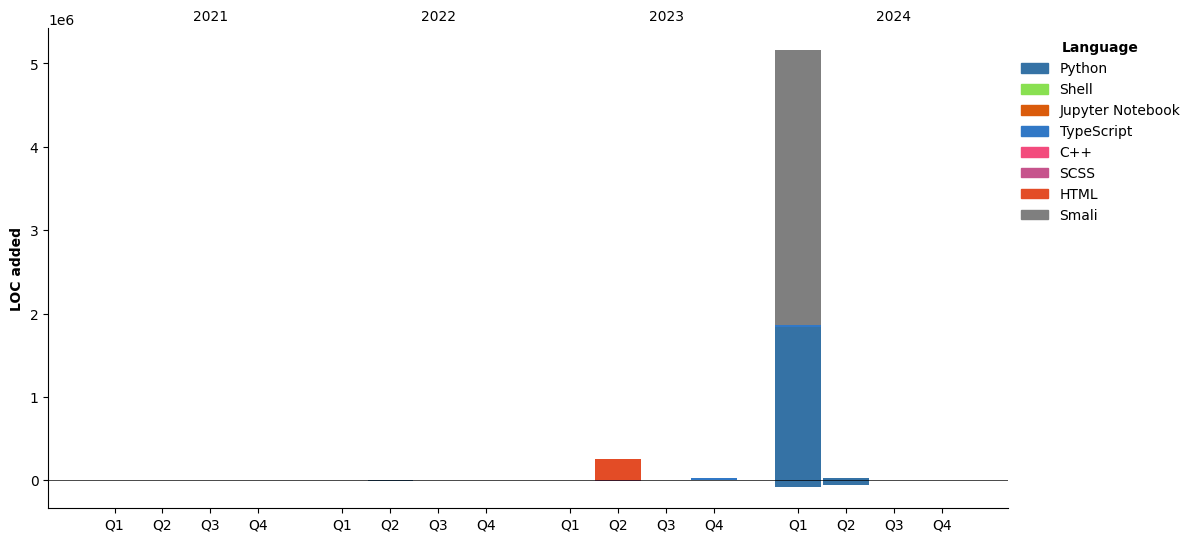 1e6
2021 2022 2023 2024
LOC added
5
4
3
2
1
0
Q1 Q2 Q3 Q4 Q1 Q2 Q3 Q4 Q1 Q2 Q3 Q4 Q1 Q2 Q3 Q4
Language
Python
Shell
Jupyter Notebook
TypeScript
C++
SCSS
HTML
Smali